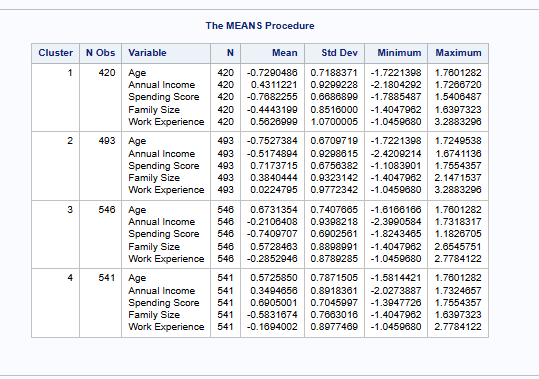 The MEANS Procedure
Cluster N Obs Variable N Mean Std Dev Minimum Maximum
1 420 Age 420 -0.7290486 0.7188371 -1.7221398 1.7601282
Annual Income 420 0.4311221 0.9299228 -2.1804292 1.7266720
Spending Score 420 -0.7682255 0.6686899 -1.7885487 1.5406487
Family Size 420 -0.4443199 0.8516000 -1.4047962 1.6397323
Work Experience 420 0.5626999 1.0700005 -1.0459680 3.2883296
2 493 Age 493 -0.7527384 0.6709719 -1.7221398 1.7249538
Annual Income 493 -0.5174894 0.9298615 -2.4209214 1.6741136
Spending Score 493 0.7173715 0.6756382 -1.1083901 1.7554357
Family Size 493 0.3840444 0.9323142 -1.4047962 2.1471537
Work Experience 493 0.0224795 0.9772342 -1.0459680 3.2883296
3 546 Age 546 0.6731354 0.7407665 -1.6166166 1.7601282
Annual Income 546 -0.2106408 0.9398218 -2.3990584 1.7318317
Spending Score 546 -0.7409707 0.6902561 -1.8243465 1.1826705
Family Size 546 0.5728463 0.8898991 -1.4047962 2.6545751
Work Experience 546 -0.2852946 0.8789285 -1.0459680 2.7784122
4 541 Age 541 0.5725850 0.7871505 -1.5814421 1.7601282
Annual Income 541 0.3494656 0.8918361 -2.0273887 1.7324657
Spending Score 541 0.6905001 0.7045997 -1.3947726 1.7554357
Family Size 541 -0.5831674 0.7663016 -1.4047962 1.6397323
Work Experience 541 -0.1694002 0.8977469 -1.0459680 2.7784122